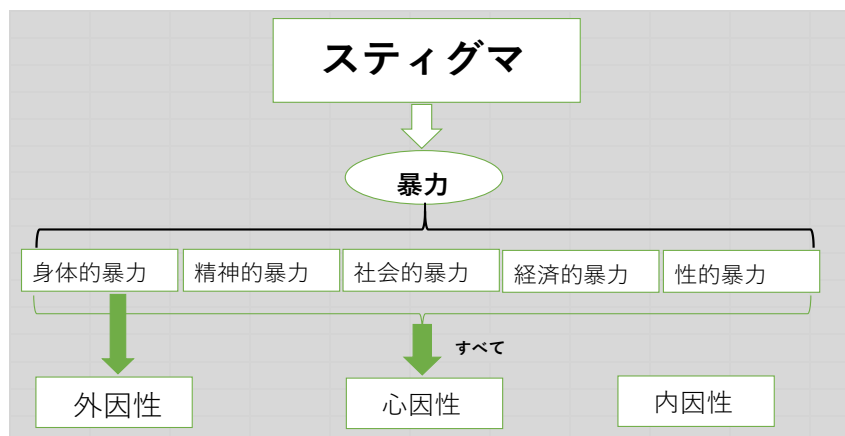 スティグマ
暴力
身体的暴力
精神的暴力
社会的暴力
経済的暴力
性的暴力
すべて
外因性
心因性
内因性